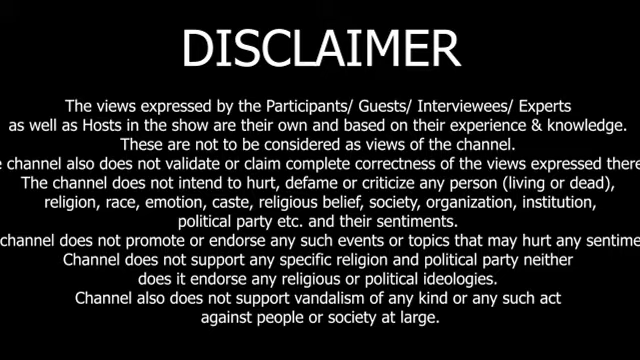 DISCLAIMER
The views expressed by the Participants/ Guests/ Interviewees/ Experts
as well as Hosts in the show are their own and based on their experience & knowledge.
These are not to be considered as views of the channel.
channel also does not validate or claim complete correctness of the views expressed
The channel does not intend to hurt, defame or criticize any person (living or dead),
religion, race, emotion, caste, religious belief, society, organization, institution,
political party etc. and their sentiments.
channel does not promote or endorse any such events or topics that may hurt any
Channel does not support any specific religion and political party neither
does it endorse any religious or political ideologies.
Channel also does not support vandalism of any kind or any such act
against people or society at large.